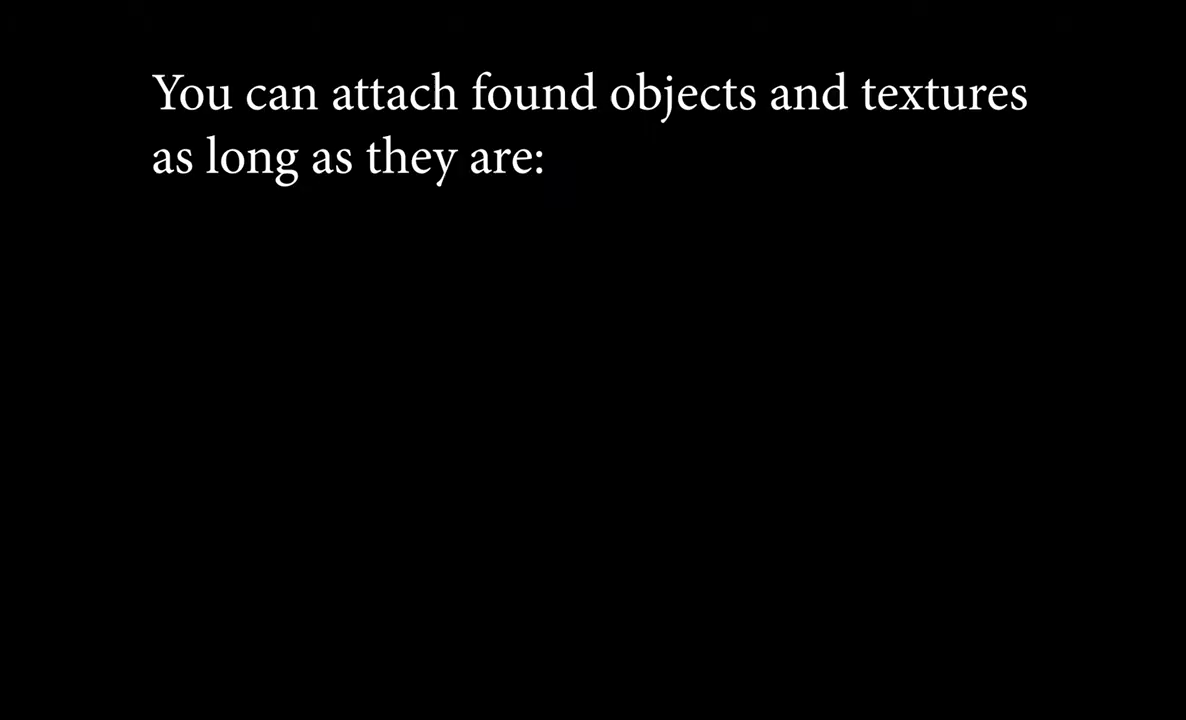 You can attach found objects and textures
as long as they are: